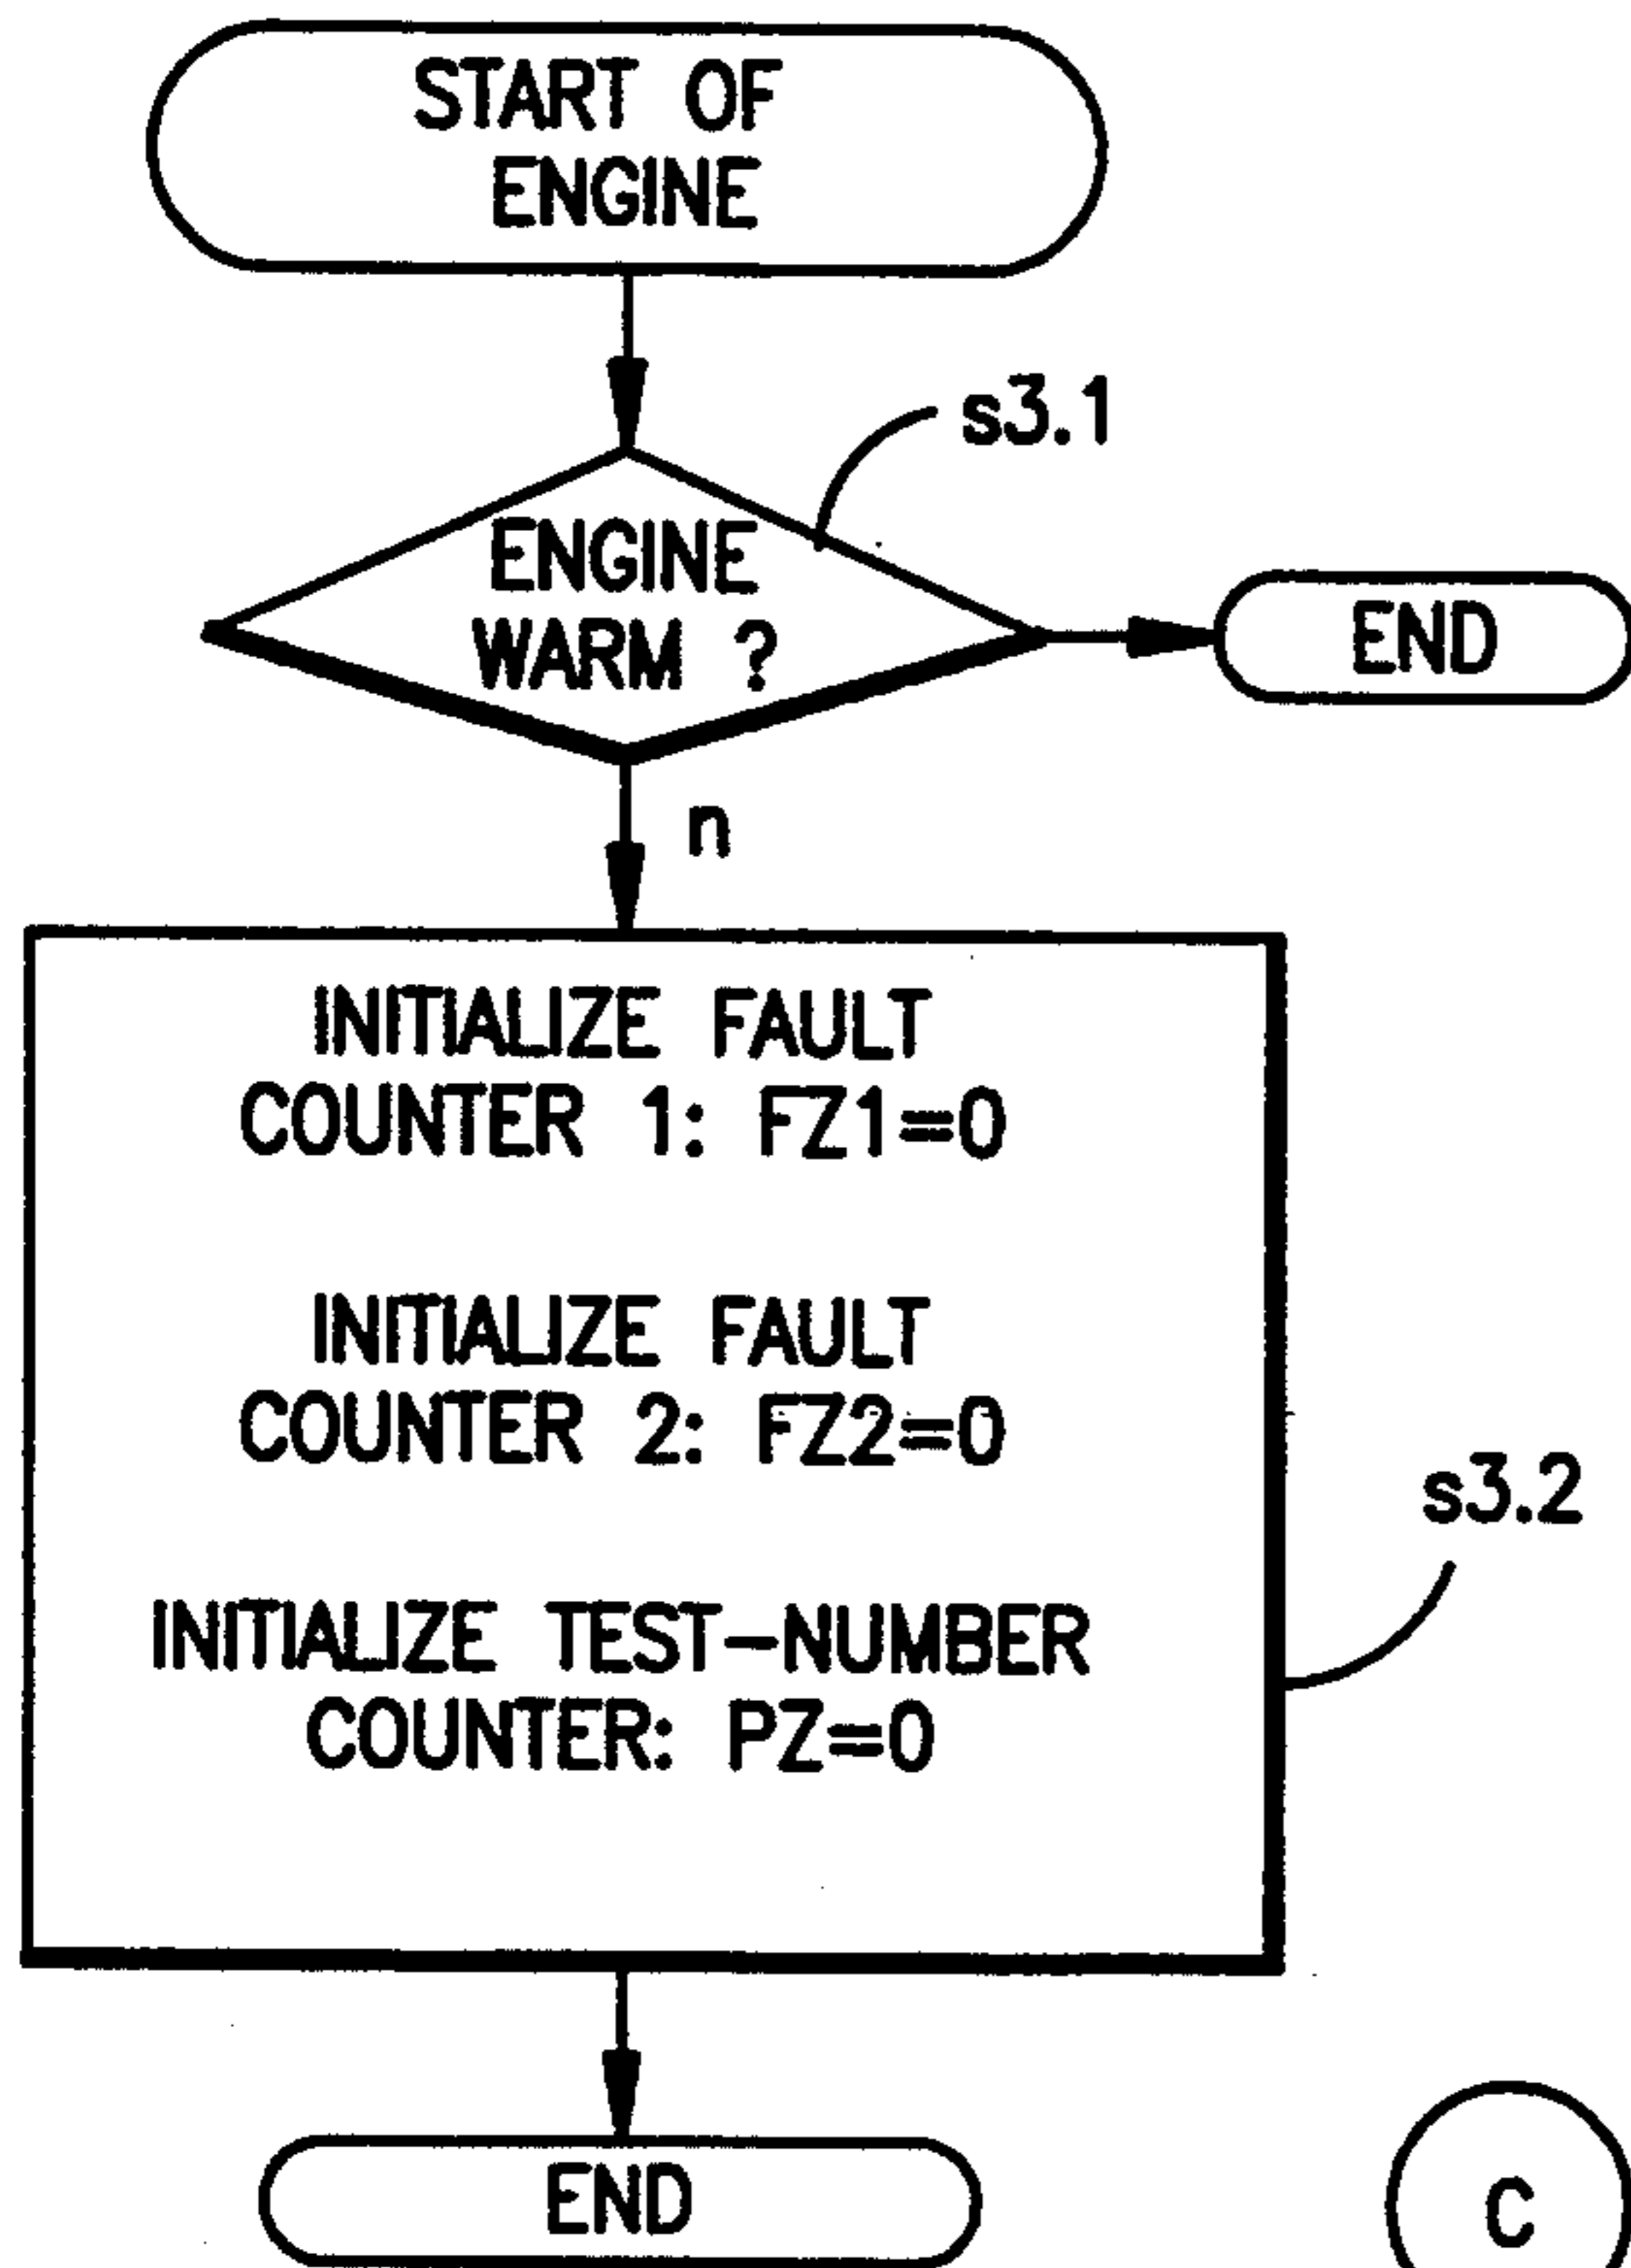 START OF
ENGINE
s3.1
ENGINE
WARM ?
END
n
INITIALIZE FAULT
COUNTER 1: FZ1=0
INITIALIZE FAULT
COUNTER 2: FZ2=0
s3.2
INITIALIZE TEST-NUMBER
COUNTER: PZ=0
END
C